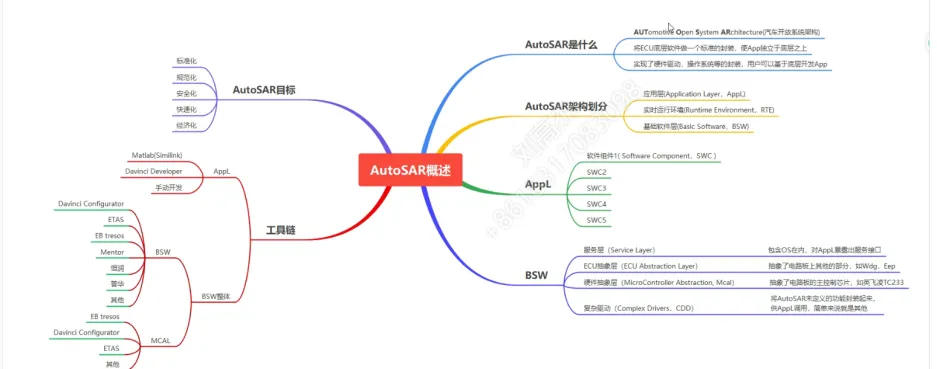 AutoSAR概述
AutoSAR是什么
AUTomotive Open System ARchitecture(汽车开放系统架构)
将ECU底层软件做一个标准的封装，使App独立于底层之上
实现了硬件驱动、操作系统等的封装，用户可以基于底层开发App
AutoSAR架构划分
应用层(Application Layer、AppL)
实时运行环境(Runtime Environment、RTE)
基础软件层(Basic Software、BSW)
AppL
软件组件1( Software Component、SWC )
SWC2
SWC3
SWC4
SWC5
BSW
服务层（Service Layer）
包含OS在内，对AppL暴露出服务接口
ECU抽象层（ECU Abstraction Layer）
抽象了电路板上其他的部分，如Wdg、Eep
硬件抽象层（MicroController Abstraction, Mcal）
抽象了电路板的主控制芯片，如英飞凌TC233
复杂驱动（Complex Drivers、CDD）
将AutoSAR未定义的功能封装起来，
供AppL调用，简单来说就是其他
AutoSAR目标
标准化
规范化
安全化
快速化
经济化
工具链
AppL
Matlab(Similink)
Davinci Developer
手动开发
BSW整体
BSW
Davinci Configurator
ETAS
EB tresos
Mentor
恒润
普华
其他
MCAL
EB tresos
Davinci Configurator
ETAS
其他